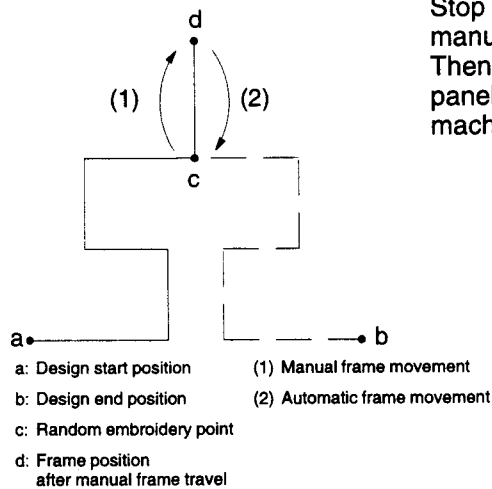 d
Stop
manu
Then
panel
mach
(1)
(2)
c
a
b
a: Design start position
b: Design end position
c: Random embroidery point
d: Frame position
after manual frame travel
(1) Manual frame movement
(2) Automatic frame movement